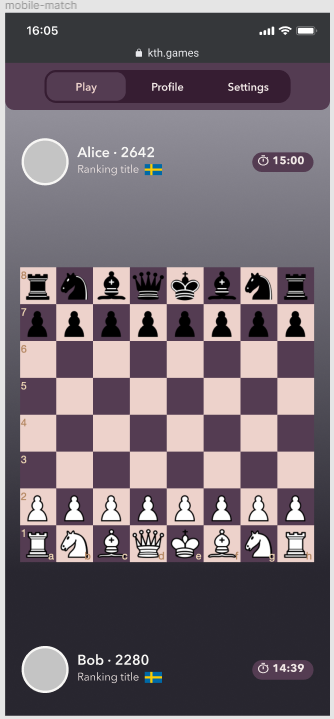 mobile-match
16:05
kth.games
Play Profile Settings
Alice · 2642
Ranking title
15:00
8
7
6
5
4
3
2
1
a b c d e f g h
Bob · 2280
Ranking title
14:39